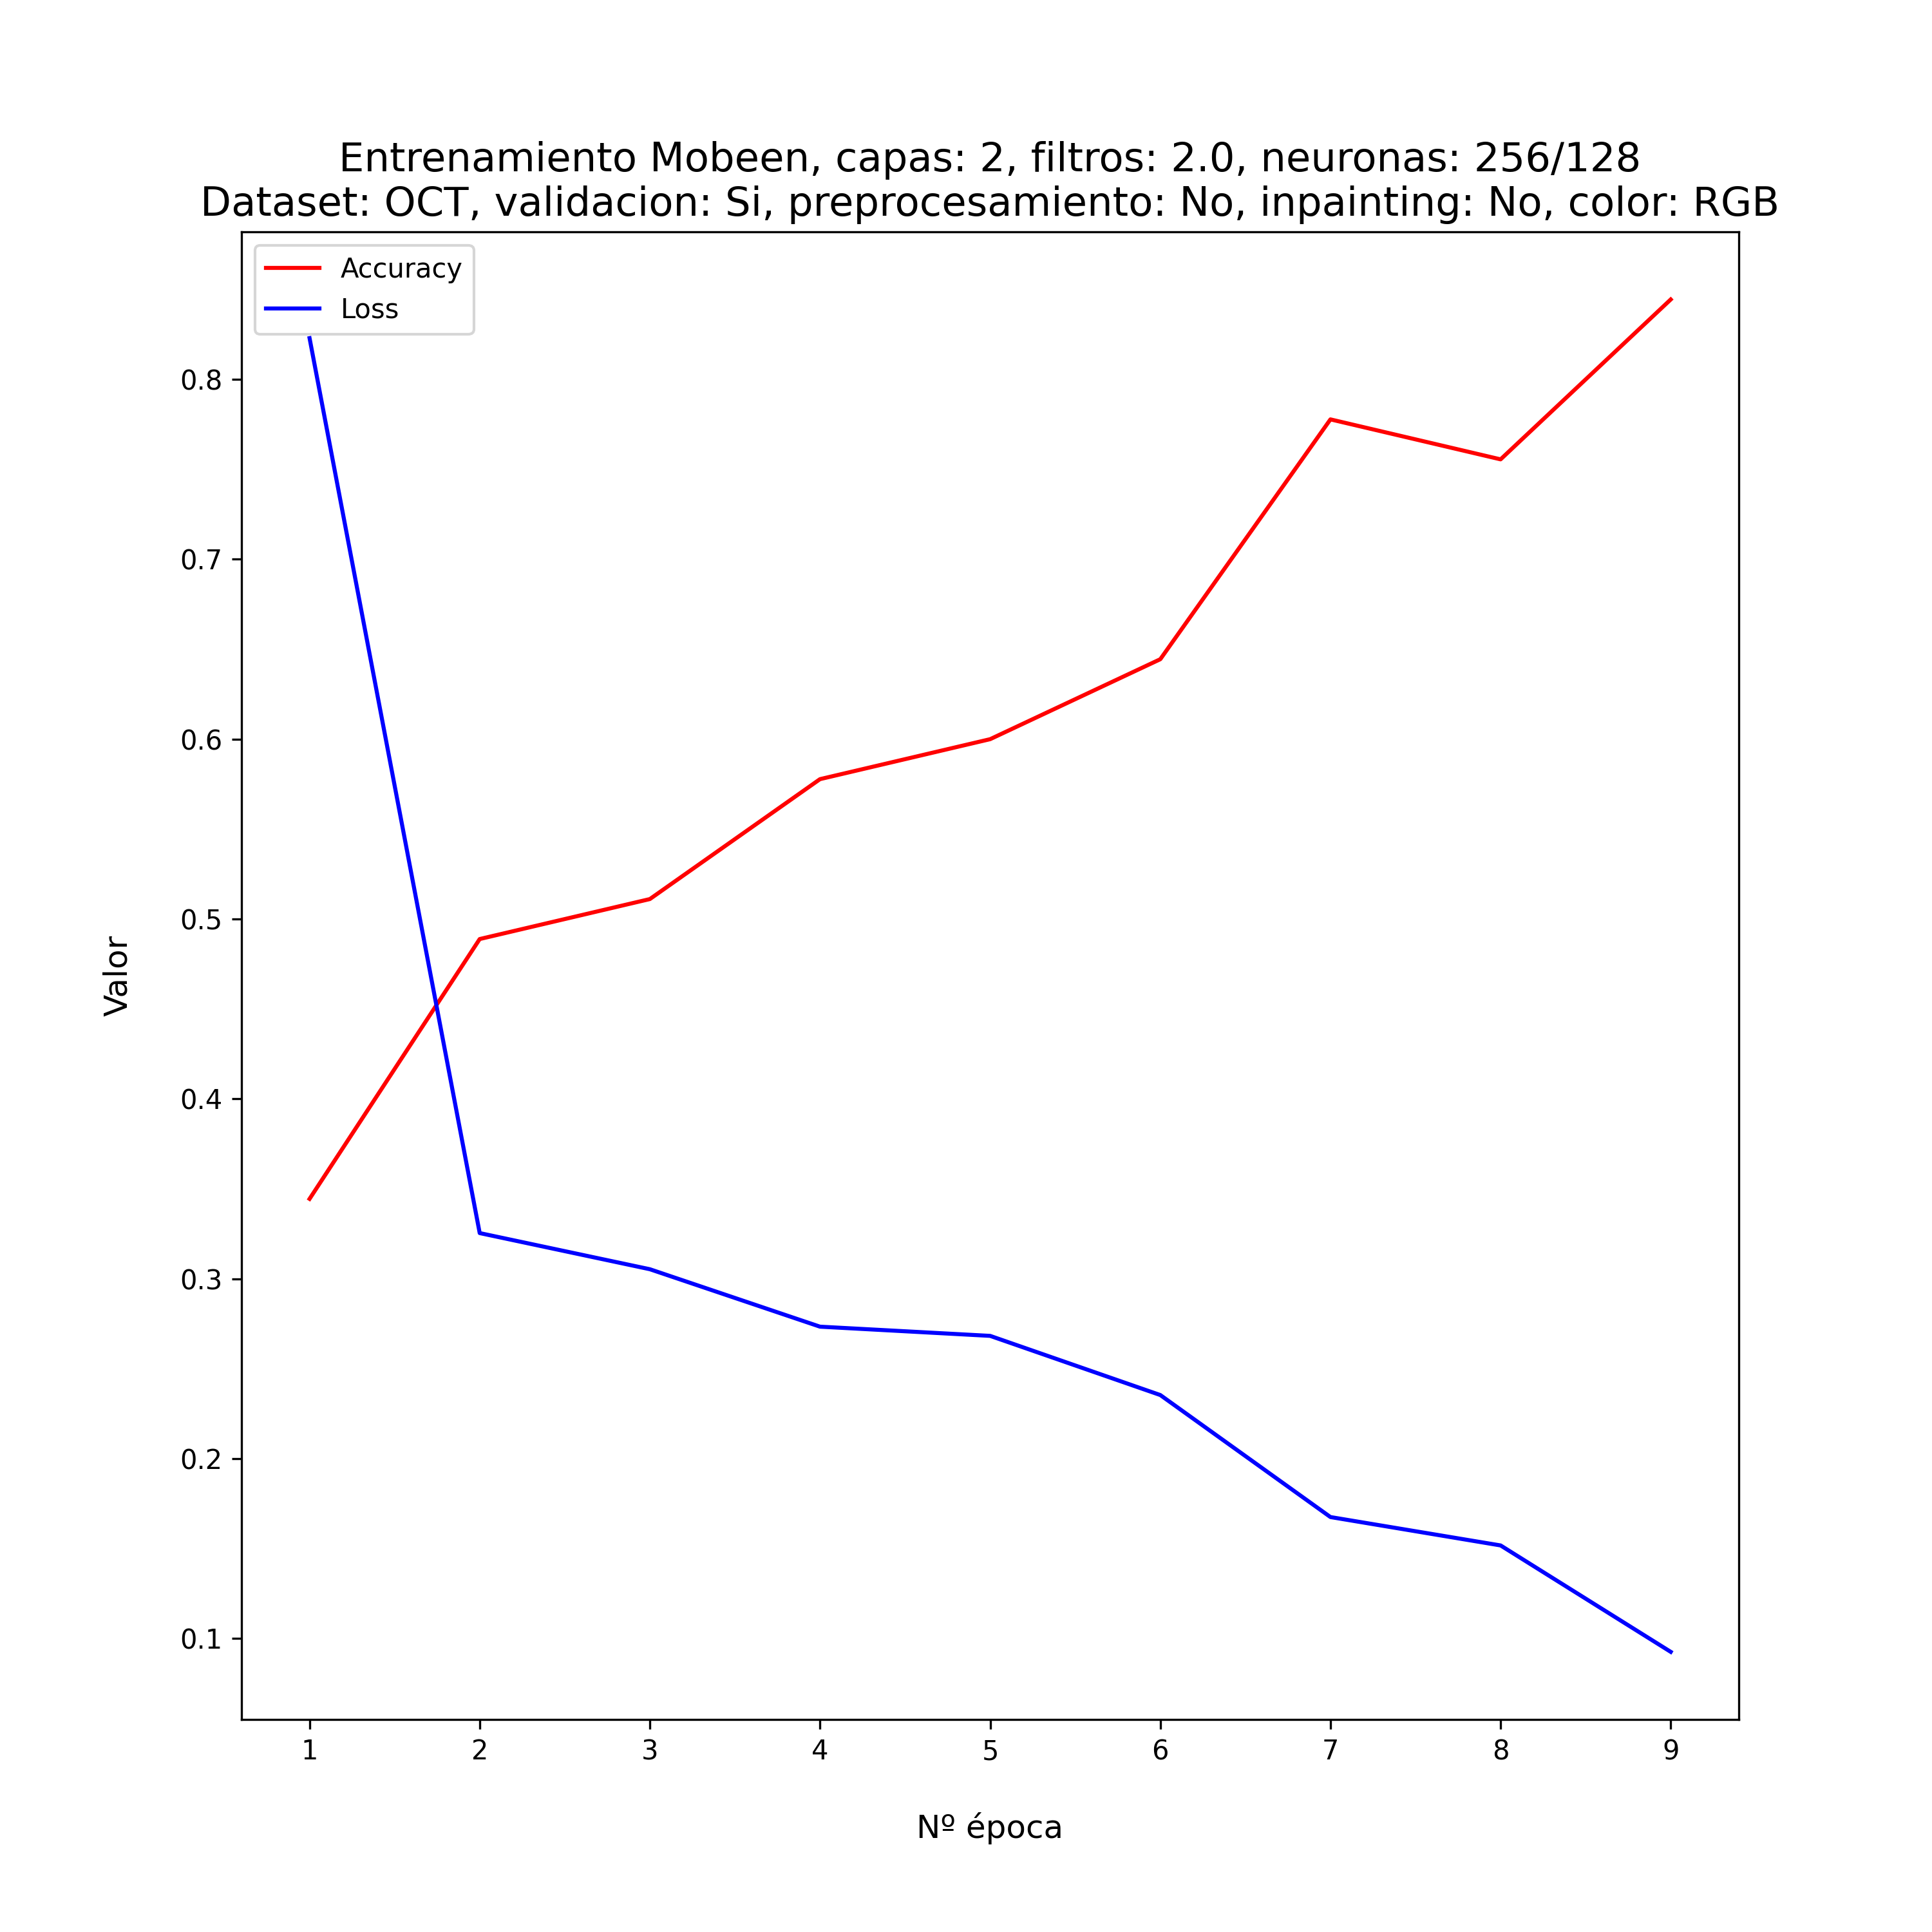 Entrenamiento Mobeen, capas: 2, filtros: 2.0, neuronas: 256/128
Dataset: OCT, validacion: Si, preprocesamiento: No, inpainting: No, color: RGB
Accuracy
Loss
0.8
0.7
0.6
0.5
0.4
0.3
0.2
0.1
Valor
1 2 3 4 5 6 7 8 9
Nº época